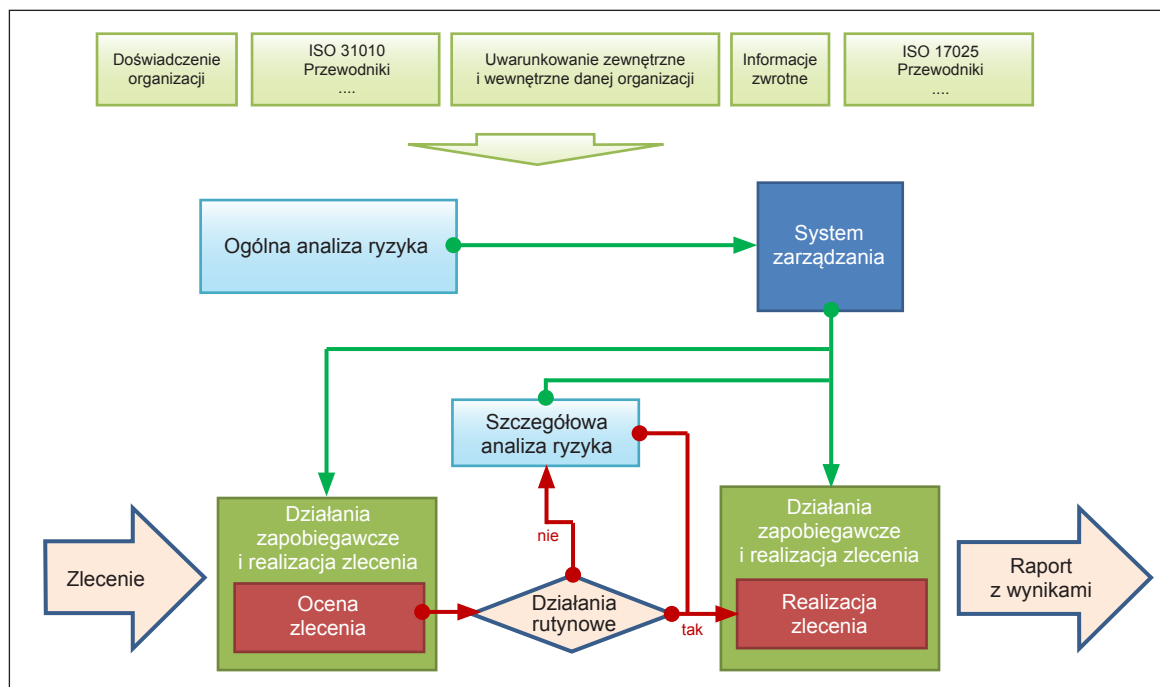 Doświadczenie
organizacji
ISO 31010
Przewodniki
....
Uwarunkowanie zewnętrzne
i wewnętrzne danej organizacji
Informacje
zwrotne
ISO 17025
Przewodniki
....
Ogólna analiza ryzyka
System
zarządzania
Szczegółowa
analiza ryzyka
Zlecenie
Działania
zapobiegawcze
i realizacja zlecenia
Ocena
zlecenia
nie
Działania
rutynowe
tak
Działania
zapobiegawcze
i realizacja zlecenia
Realizacja
zlecenia
Raport
z wynikami